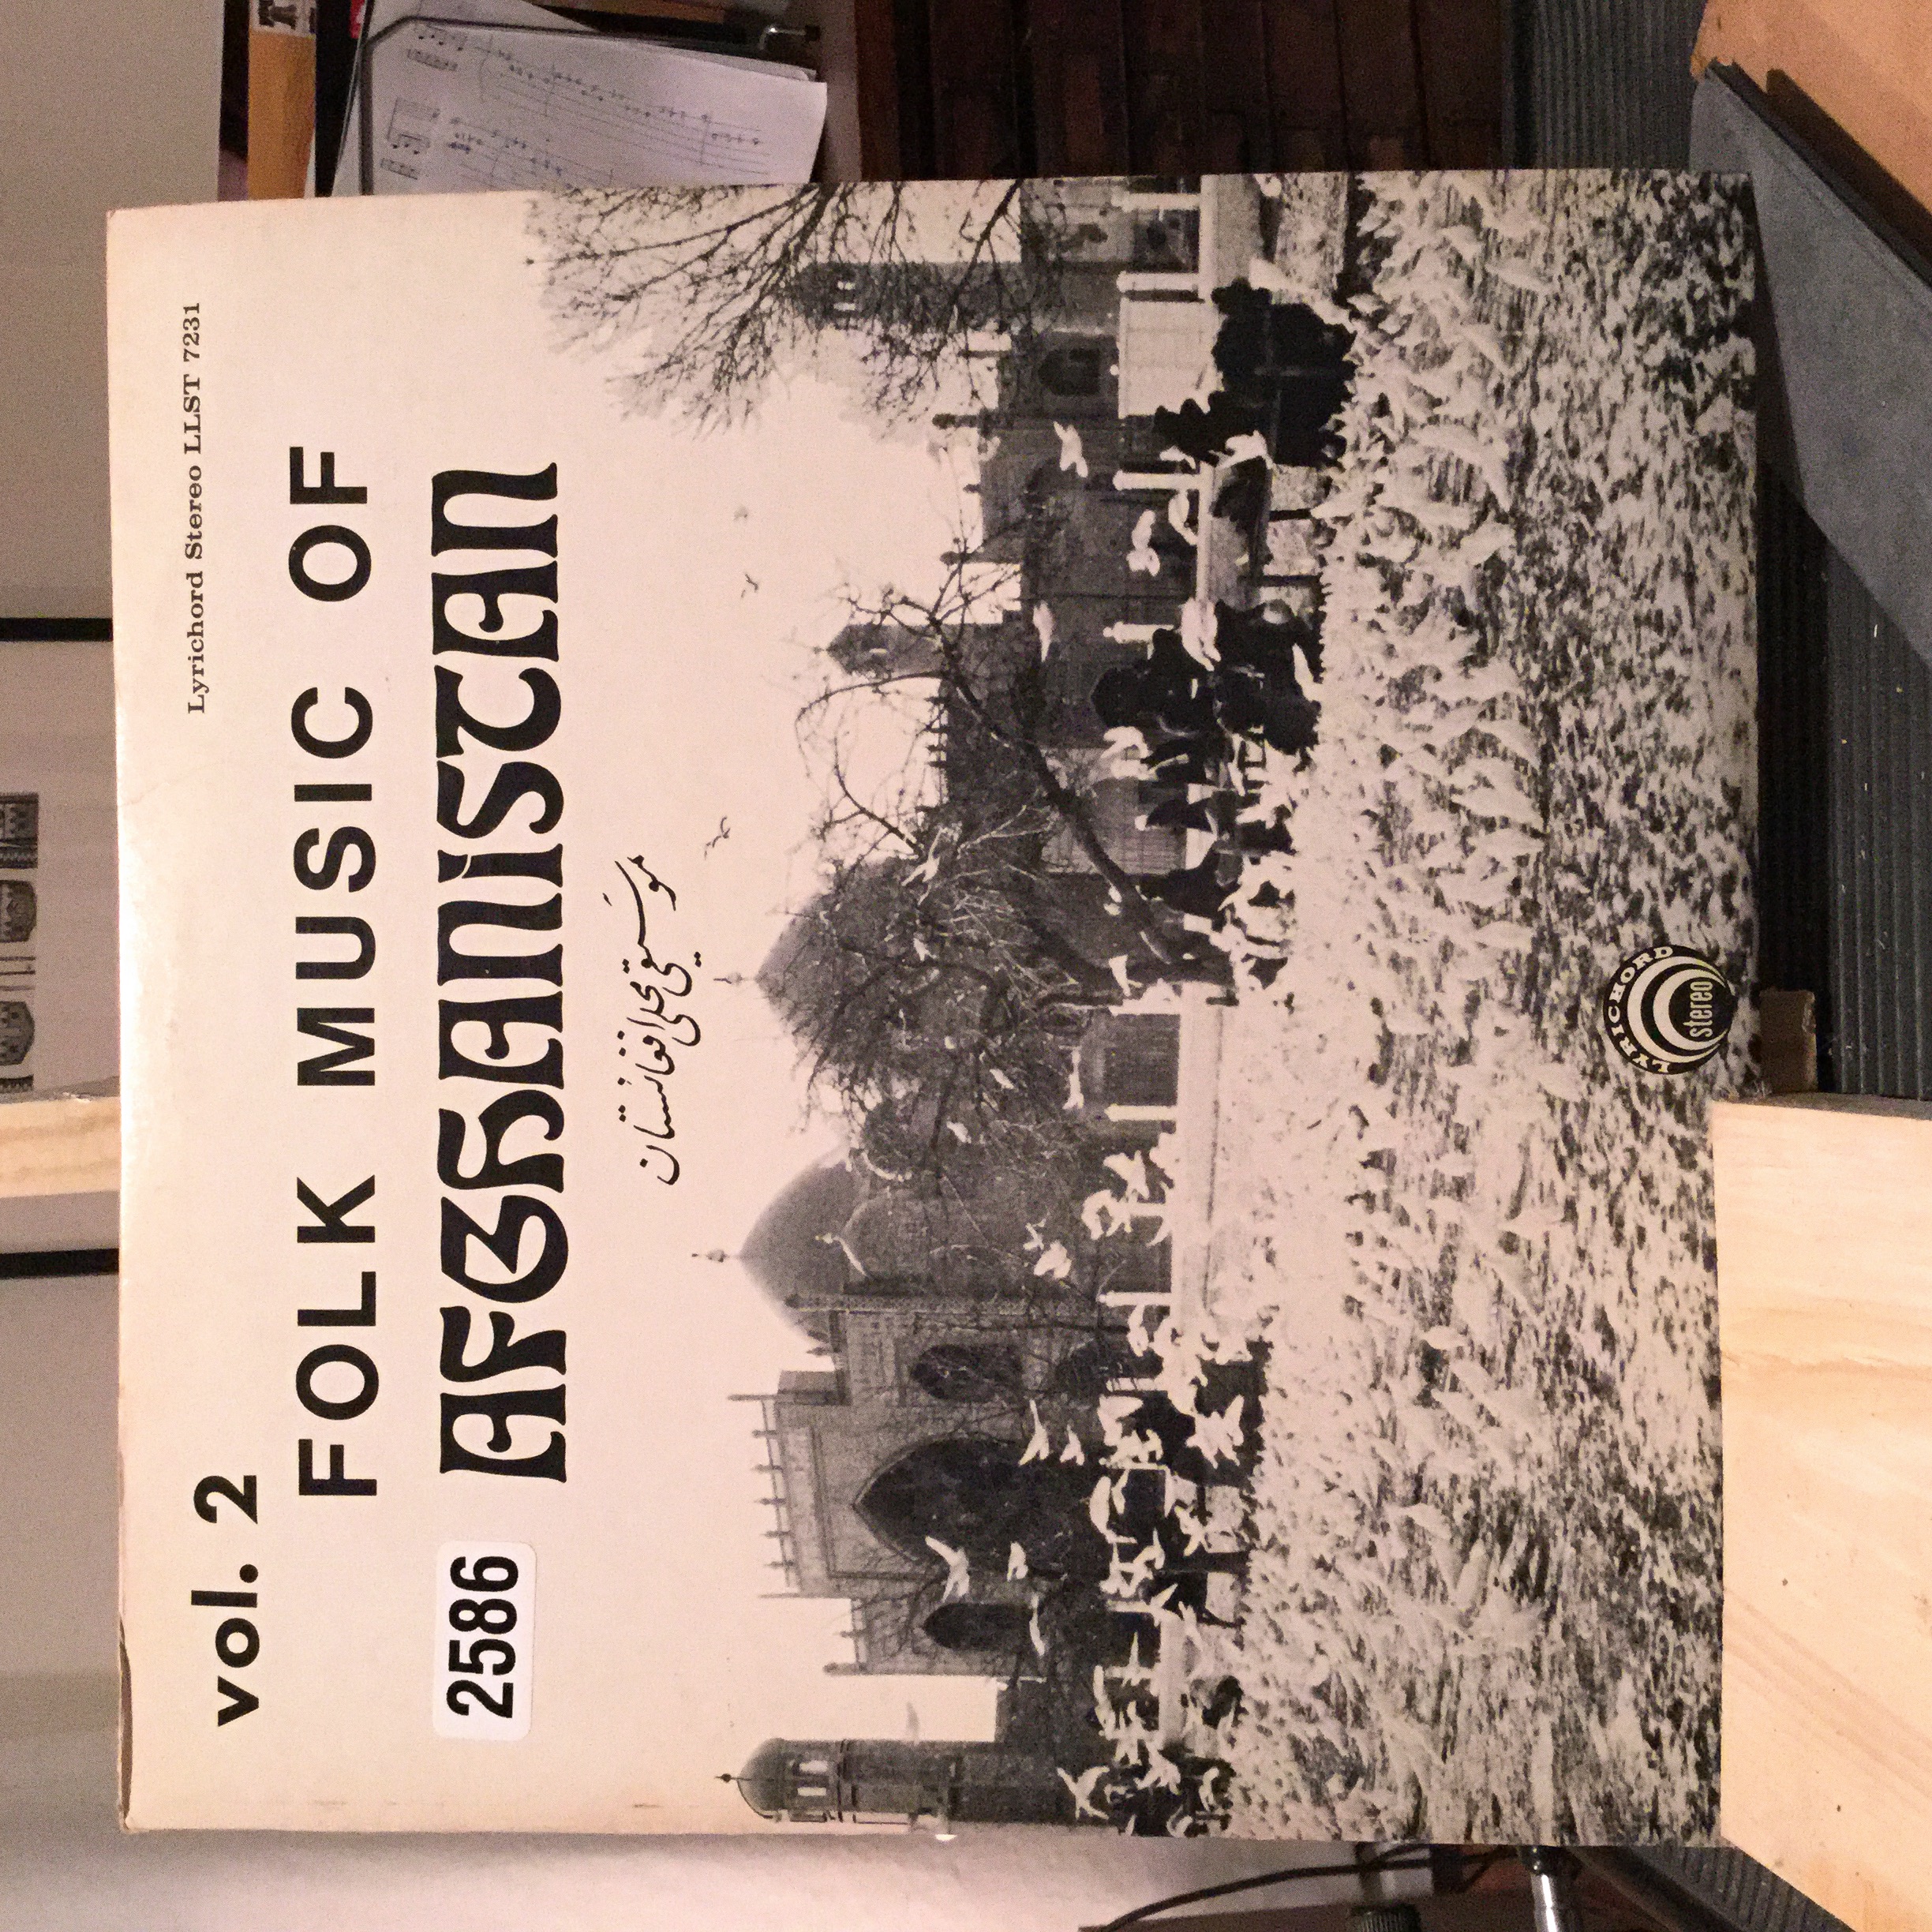 Lyrichord Stereo LLST 7231
vol. 2
FOLK MUSIC OF
2586
AFGHANiSTAN
موسیقی محلی افغانستان
LYRICHORD
stereo